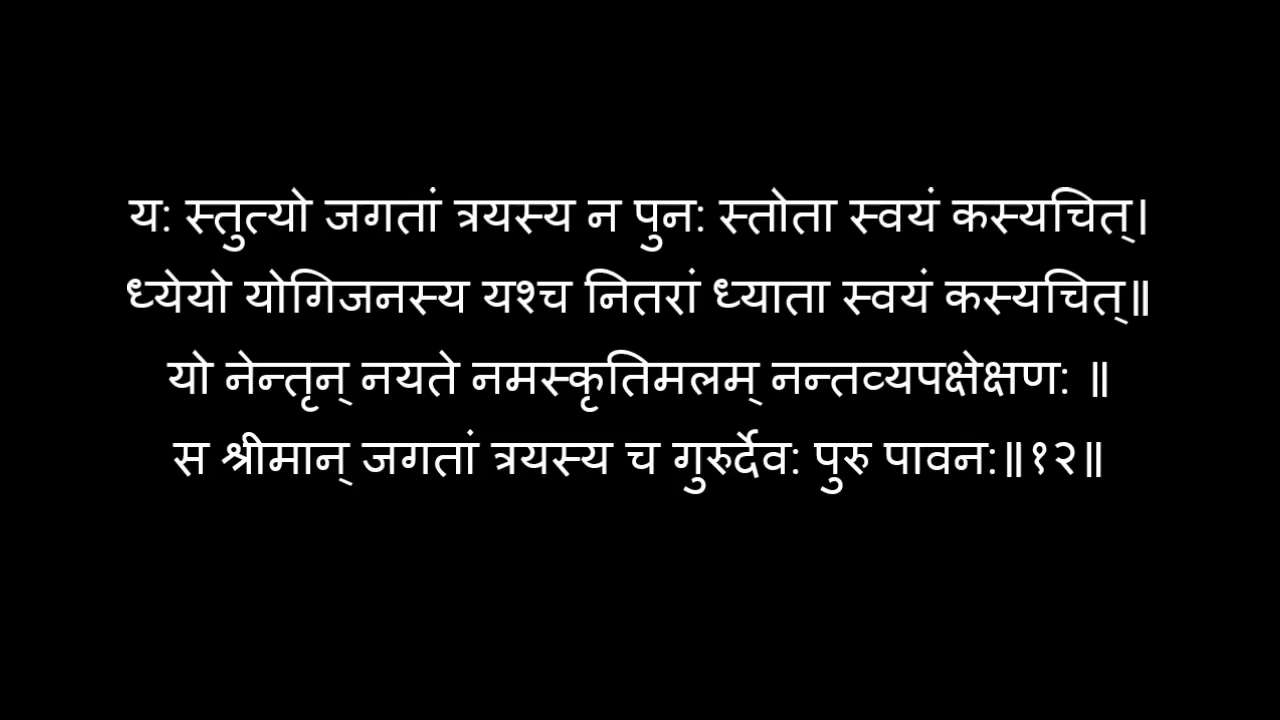 यः स्तुत्यो जगतां त्रयस्य न पुनः स्तोता स्वयं कस्यचित्।
ध्येयो योगिजनस्य यश्च नितरां ध्याता स्वयं कस्यचित्॥
यो नेन्तृन् नयते नमस्कृतिमलम् नन्तव्यपक्षेक्षणः ॥
स श्रीमान् जगतां त्रयस्य च गुरुर्देवः पुरु पावनः॥१२॥